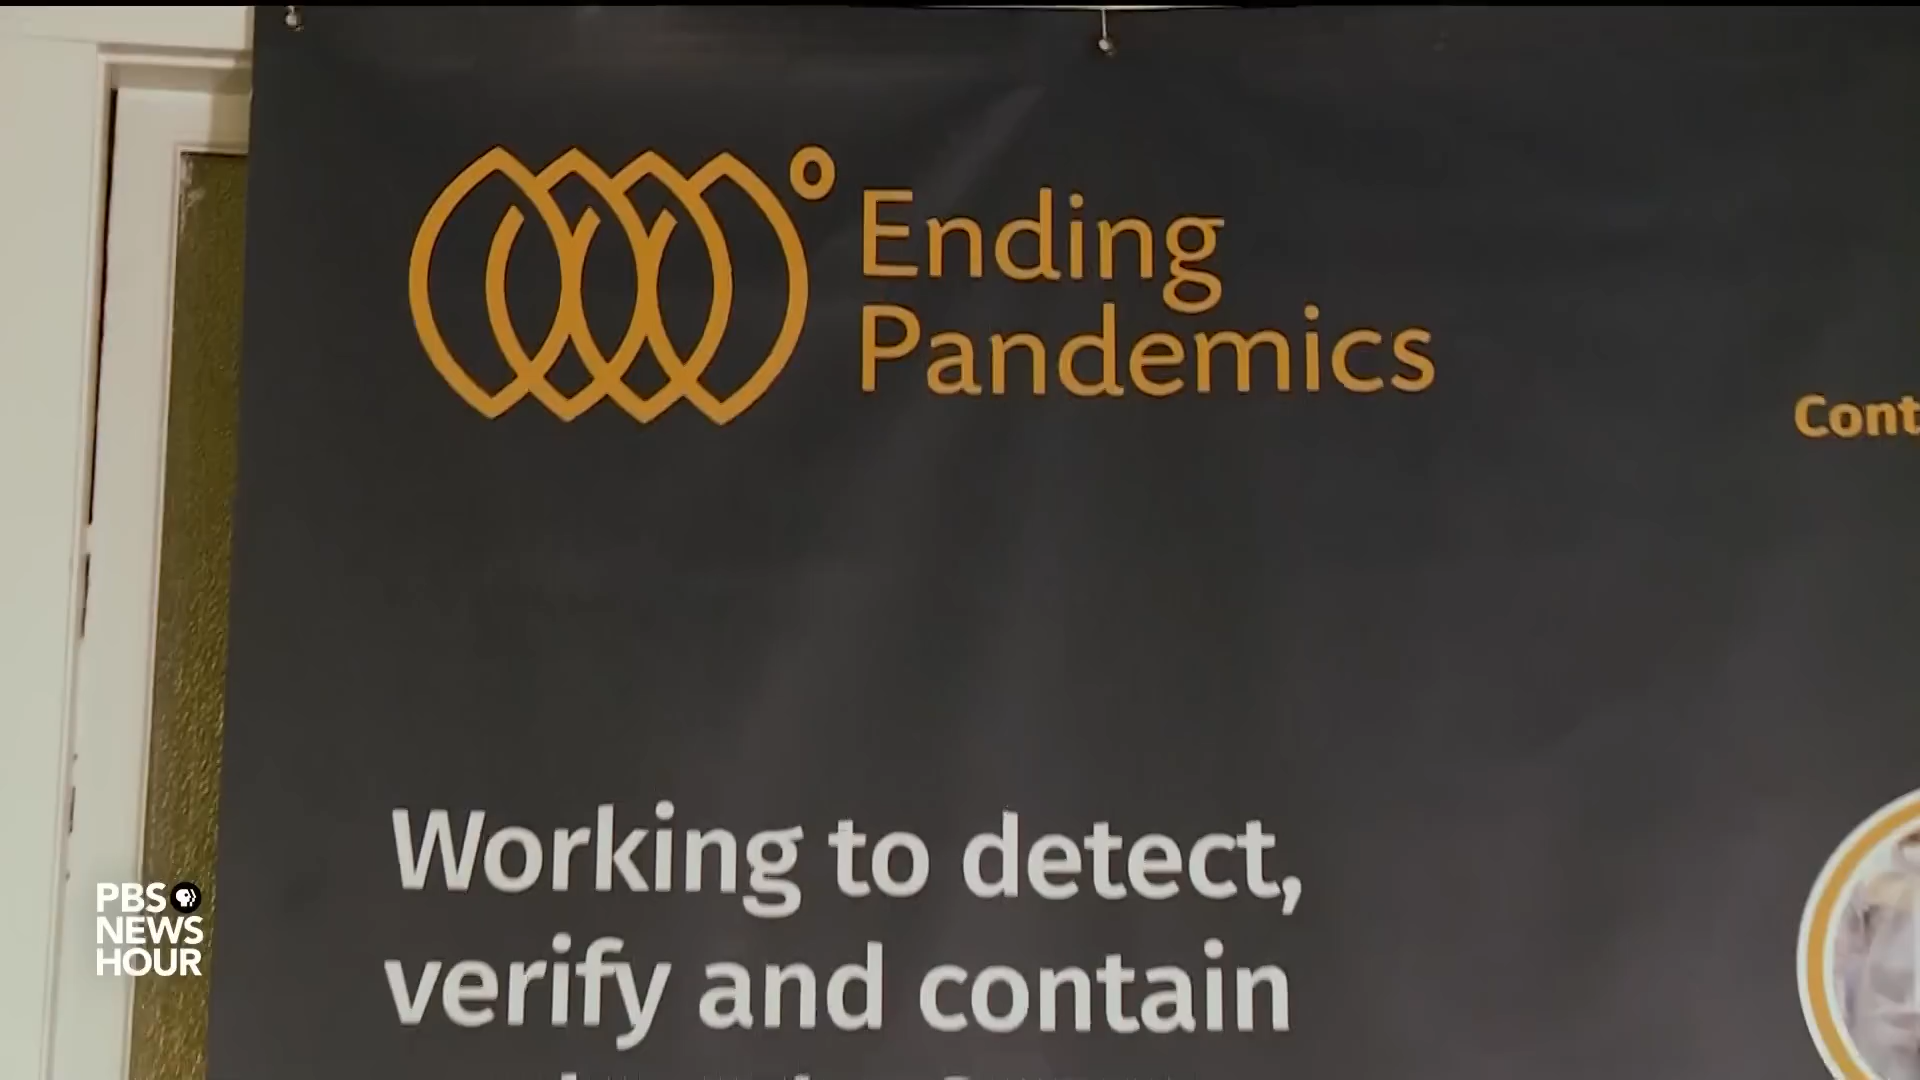 Ending
Pandemics
Cont
Working to detect,
verify and contain
PBS
NEWS
HOUR